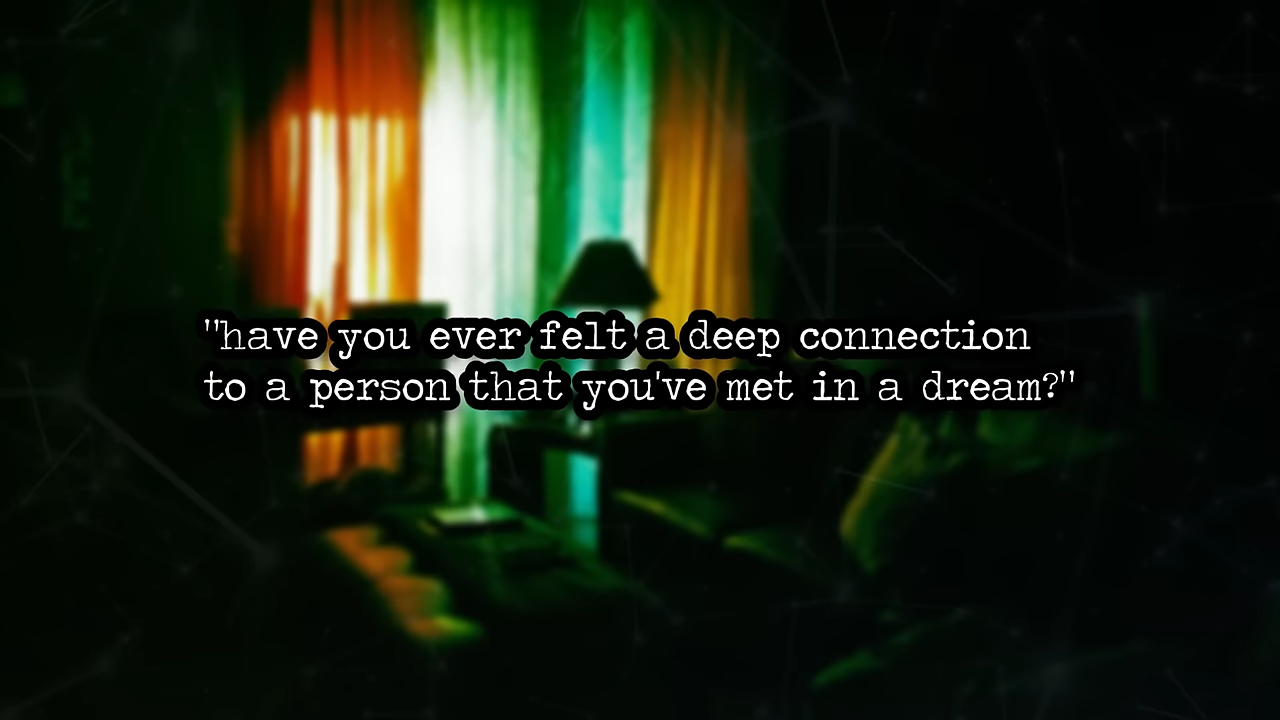 "have you ever felt a deep connection
to a person that you've met in a dream?"